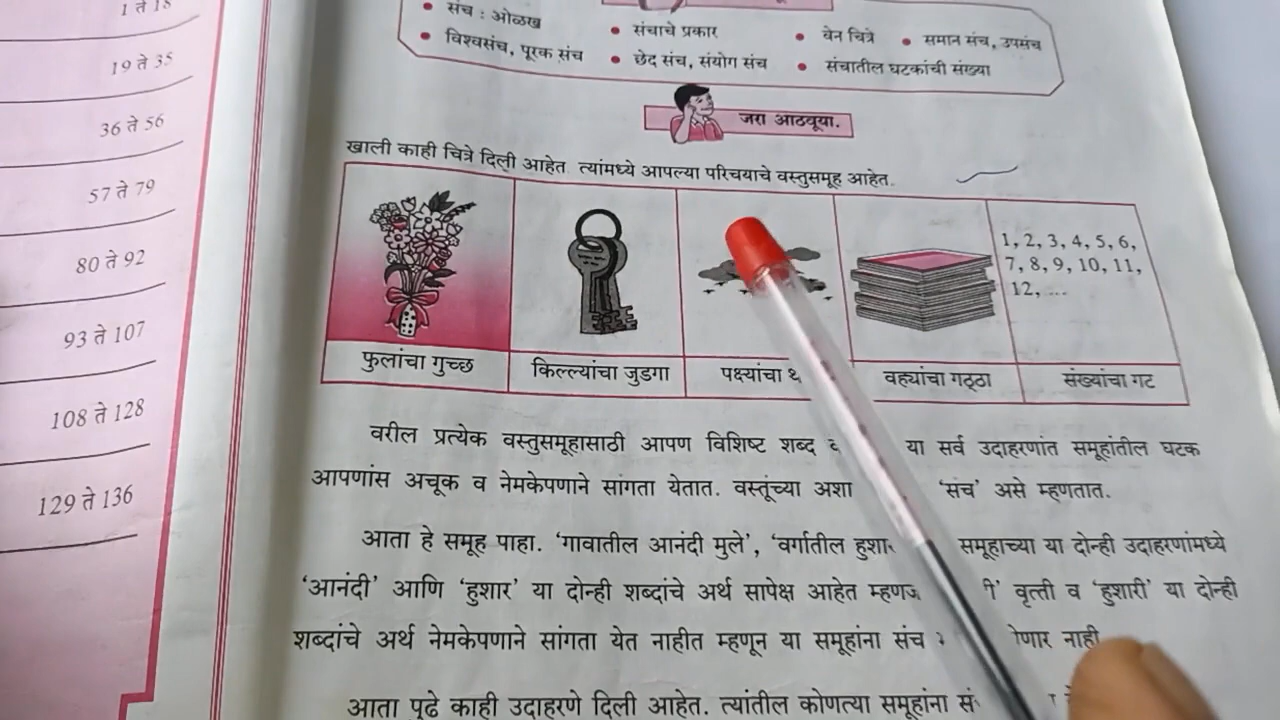 1 ते 18
19 ते 35
36 ते 56
57 ते 79
80 ते 92
93 ते 107
108 ते 128
129 ते 136
• संच : ओळख • संचाचे प्रकार • वेन चित्रे • समान संच, उपसंच
• विश्वसंच, पूरक संच • छेद संच, संयोग संच • संचातील घटकांची संख्या
जरा आठवूया.
खाली काही चित्रे दिली आहेत. त्यांमध्ये आपल्या परिचयाचे वस्तुसमूह आहेत.
1, 2, 3, 4, 5, 6,
7, 8, 9, 10, 11,
12, ...
फुलांचा गुच्छ किल्ल्यांचा जुडगा पक्ष्यांचा वह्यांचा गठ्ठा संख्यांचा गट
वरील प्रत्येक वस्तुसमूहासाठी आपण विशिष्ट शब्द या सर्व उदाहरणांत समूहांतील घटक
आपणांस अचूक व नेमकेपणाने सांगता येतात. वस्तूंच्या अशा ‘संच’ असे म्हणतात.
आता हे समूह पाहा. ‘गावातील आनंदी मुले’, ‘वर्गातील समूहाच्या या दोन्ही उदाहरणांमध्ये
‘आनंदी’ आणि ‘हुशार’ या दोन्ही शब्दांचे अर्थ सापेक्ष आहेत वृत्ती व ‘हुशारी’ या दोन्ही
शब्दांचे अर्थ नेमकेपणाने सांगता येत नाहीत म्हणून या समूहांना संच नाही
आता पुढे काही उदाहरणे दिली आहेत. त्यांतील कोणत्या समूहांना